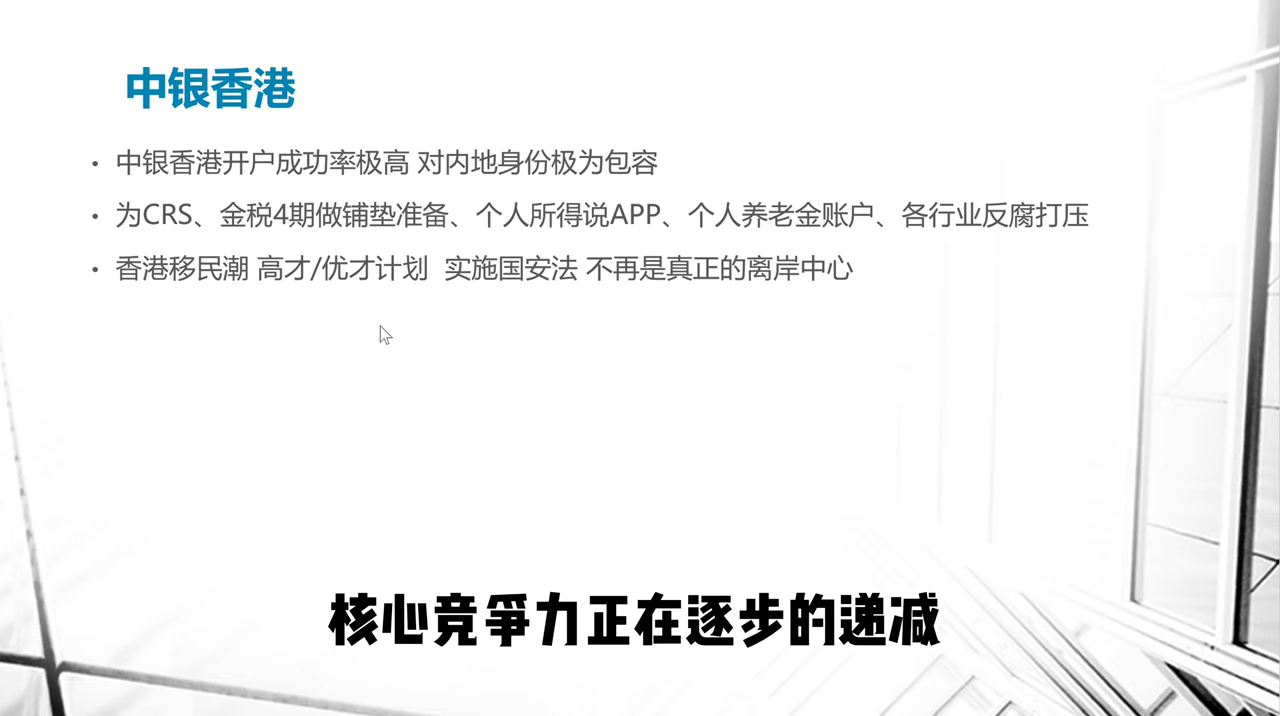 中银香港
• 中银香港开户成功率极高 对内地身份极为包容
• 为CRS、金税4期做铺垫准备、个人所得说APP、个人养老金账户、各行业反腐打压
• 香港移民潮 高才/优才计划 实施国安法 不再是真正的离岸中心
核心竞争力正在逐步的递减